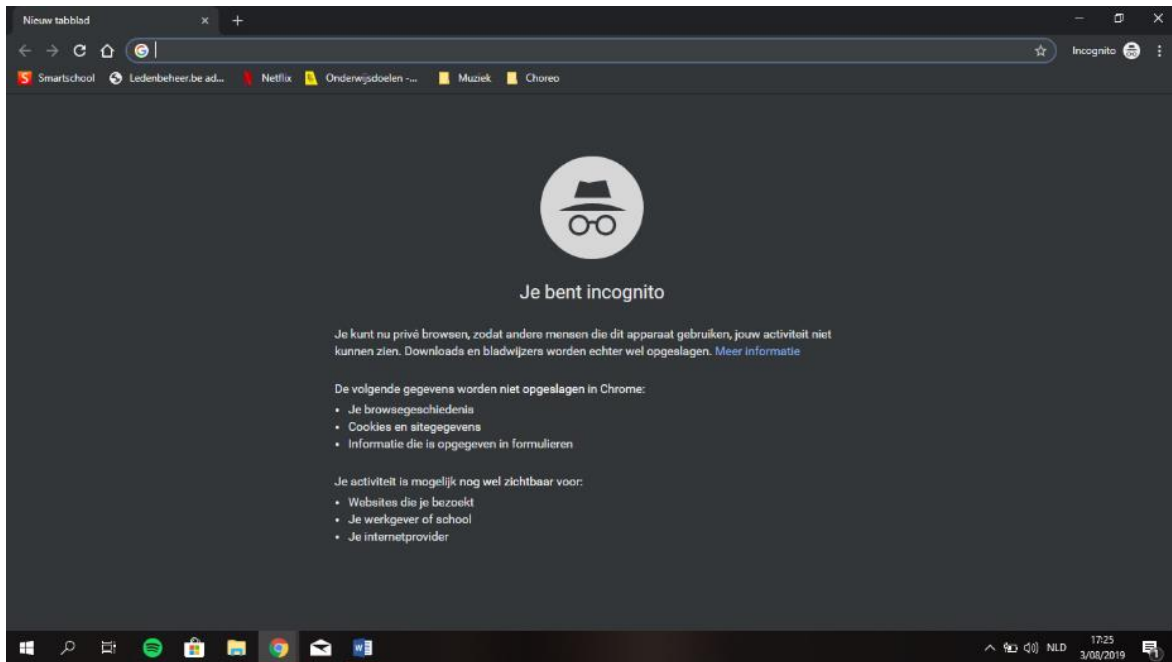 Nieuw tabblad
Incognito
Smartschool Ledenbeheer.be ad... Netflix Onderwijsdoelen -... Muziek Choreo
Je bent incognito
Je kunt nu privé browsen, zodat andere mensen die dit apparaat gebruiken, jouw activiteit niet
kunnen zien. Downloads en bladwijzers worden echter wel opgeslagen. Meer informatie
De volgende gegevens worden niet opgeslagen in Chrome:
• Je browsegeschiedenis
• Cookies en sitegegevens
• Informatie die is opgegeven in formulieren
Je activiteit is mogelijk nog wel zichtbaar voor:
• Websites die je bezoekt
• Je werkgever of school
• Je internetprovider
NLD
17:25
3/08/2019